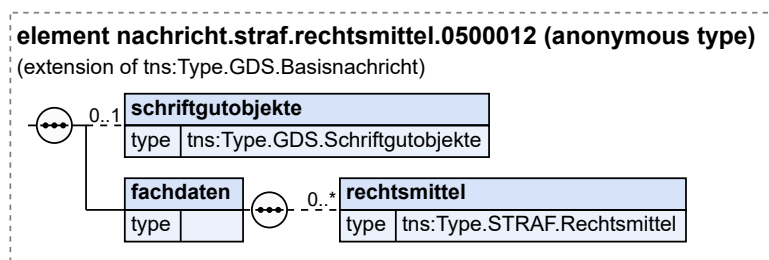 element nachricht.straf.rechtsmittel.0500012 (anonymous type)
(extension of tns:Type.GDS.Basisnachricht)
0..1 schriftgutobjekte
type tns:Type.GDS.Schriftgutobjekte
fachdaten 0..* rechtsmittel
type type tns:Type.STRAF.Rechtsmittel